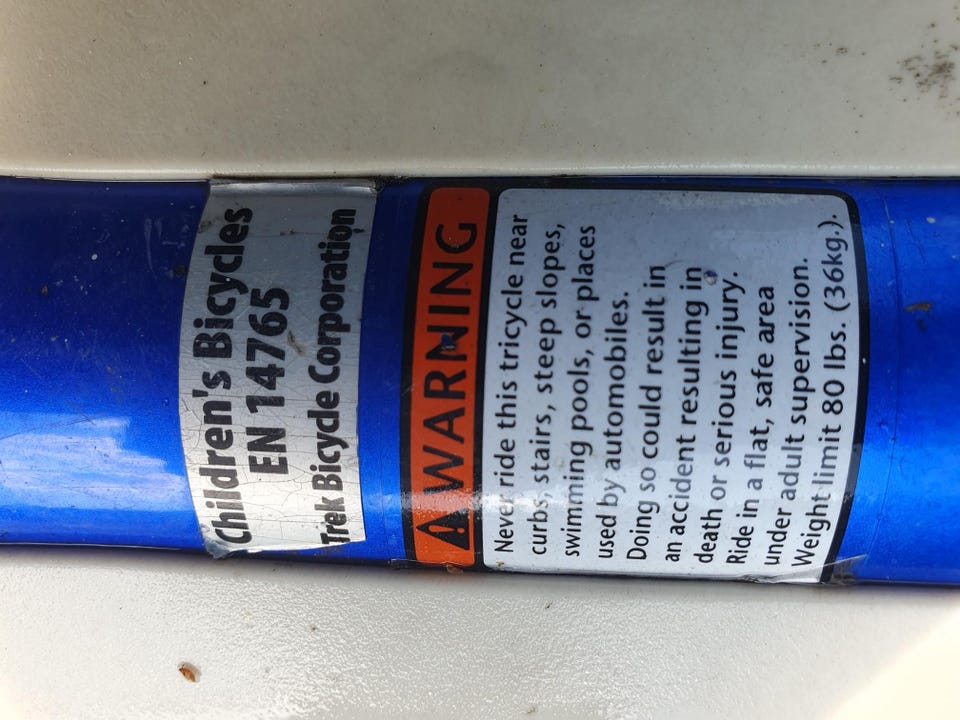 Children's Bicycles
EN 14765
Trek Bicycle Corporation
WARNING
Never ride this tricycle near
curbs, stairs, steep slopes,
swimming pools, or places
used by automobiles.
Doing so could result in
an accident resulting in
death or serious injury.
Ride in a flat, safe area
under adult supervision.
Weight limit 80 lbs. (36kg.).